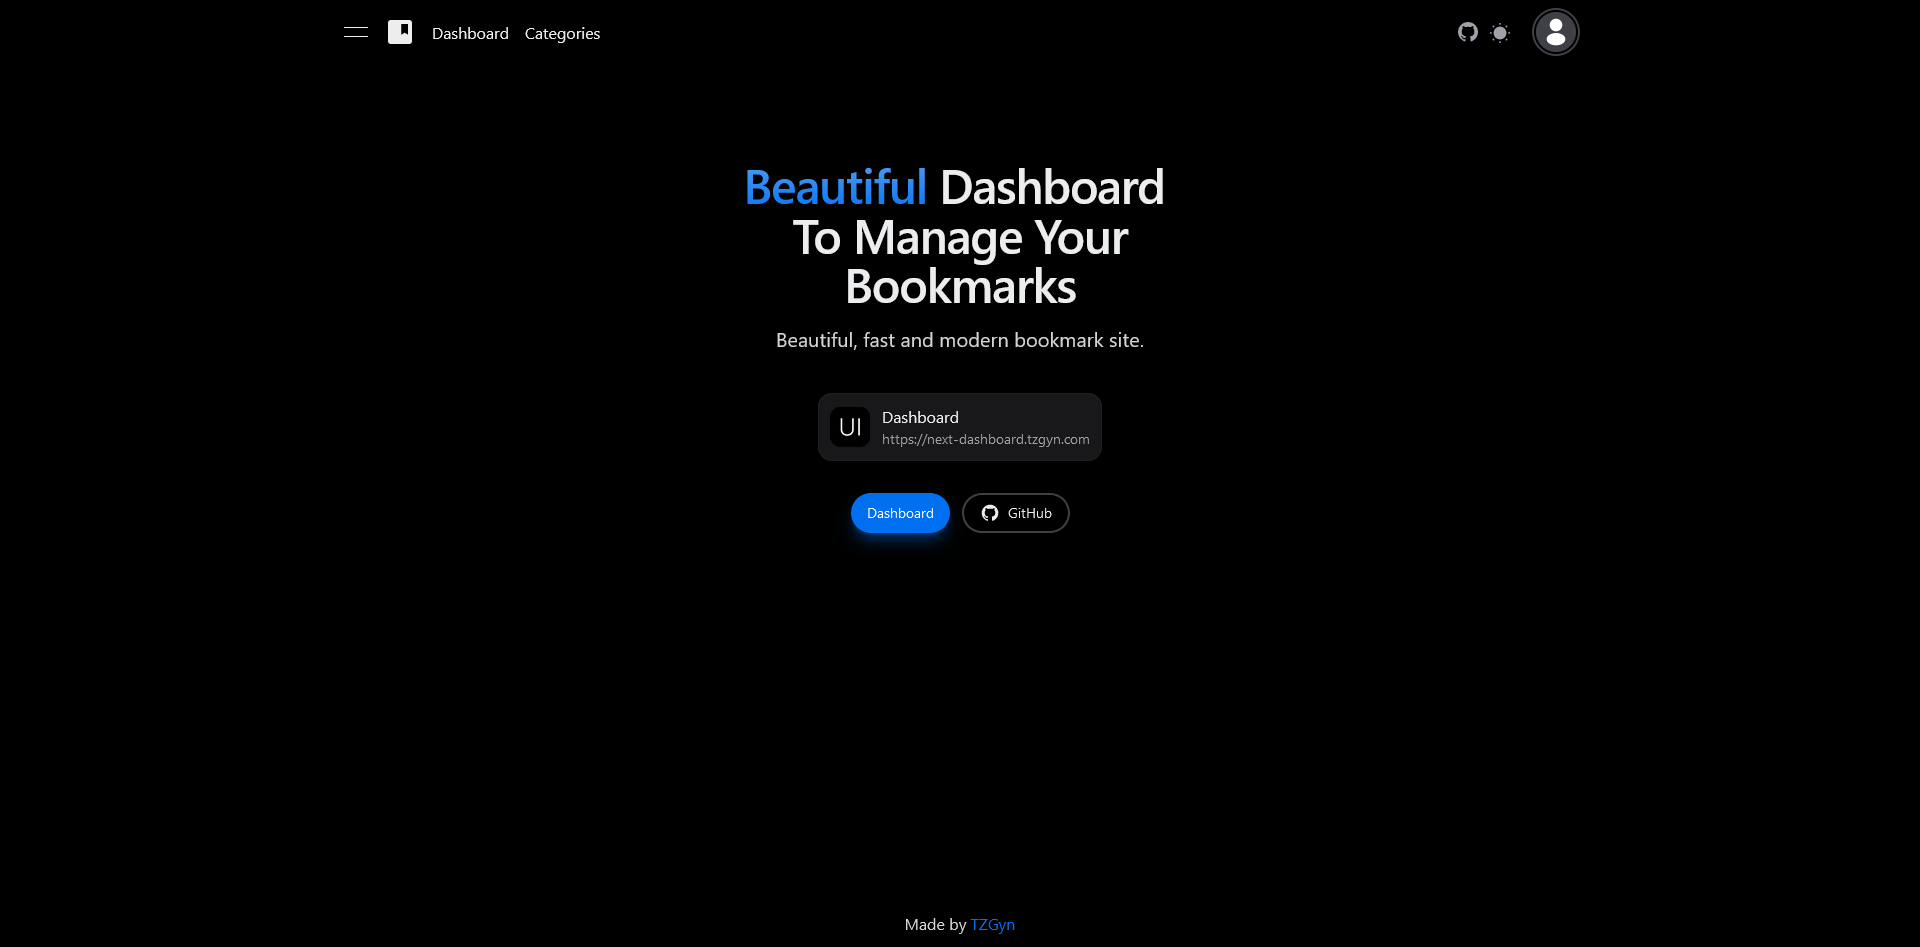 Dashboard Categories
Beautiful Dashboard
To Manage Your
Bookmarks
Beautiful, fast and modern bookmark site.
UI
Dashboard
https://next-dashboard.tzgyn.com
Dashboard
GitHub
Made by TZGyn